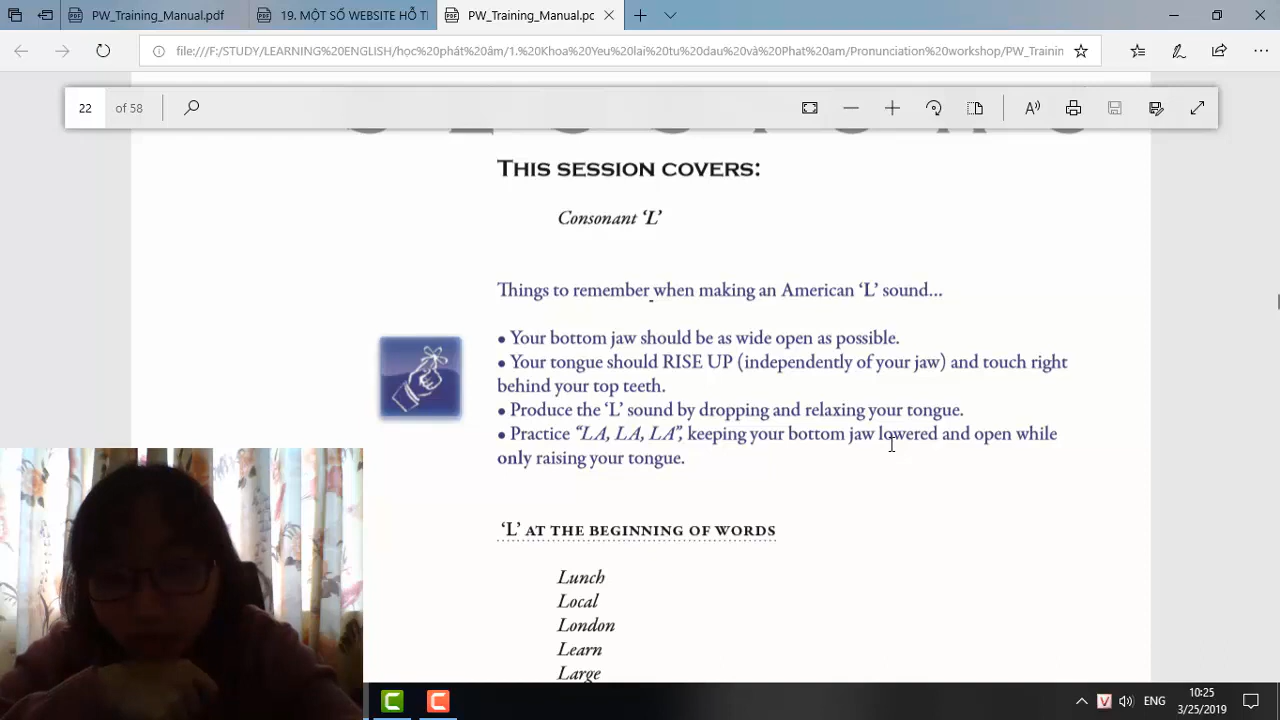 PW_Training_Manual.pdf
19. MỘT SỐ WEBSITE HỖ T
PW_Training.pdf
file:///F:/STUDY/LEARNING%20ENGLISH/học%20phát%20âm/1.%20Khoa%20Yeu%20lai%20tu%20dau%20và%20Phat%20am/Pronunciation%20workshop/PW_Trainin
22 of 58
THIS SESSION COVERS:
Consonant ‘L’
Things to remember when making an American ‘L’ sound...
• Your bottom jaw should be as wide open as possible.
• Your tongue should RISE UP (independently of your jaw) and touch right
behind your top teeth.
• Produce the ‘L’ sound by dropping and relaxing your tongue.
• Practice “LA, LA, LA”, keeping your bottom jaw lowered and open while
only raising your tongue.
‘L’ AT THE BEGINNING OF WORDS
Lunch
Local
London
Learn
Large
ENG
10:25
3/25/2019